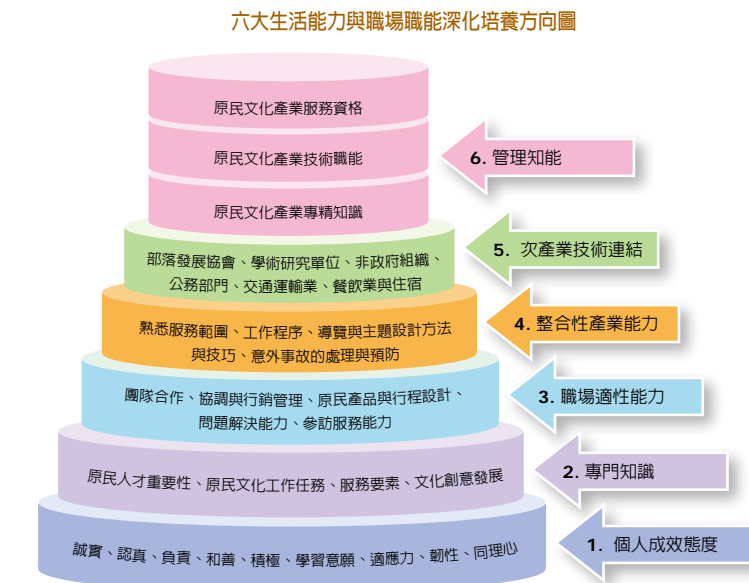 六大生活能力與職場職能深化培養方向圖
原民文化產業服務資格
原民文化產業技術職能
6. 管理知能
原民文化產業專精知識
部落發展協會、學術研究單位、非政府組織、
公務部門、交通運輸業、餐飲業與住宿
5. 次產業技術連結
熟悉服務範圍、工作程序、導覽與主題設計方法
與技巧、意外事故的處理與預防
4. 整合性產業能力
團隊合作、協調與行銷管理、原民產品與行程設計、
問題解決能力、參訪服務能力
3. 職場適性能力
原民人才重要性、原民文化工作任務、服務要素、文化創意發展
2. 專門知識
誠實、認真、負責、和善、積極、學習意願、適應力、韌性、同理心
1. 個人成效態度